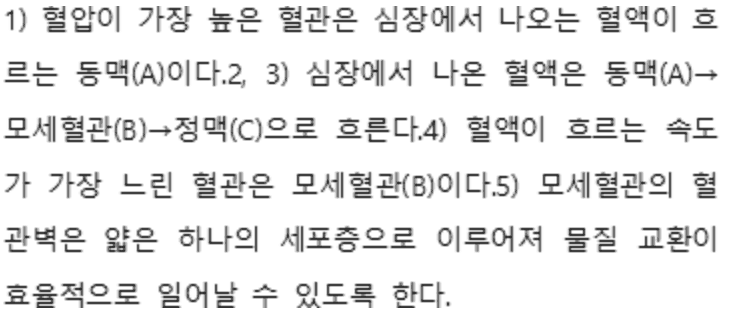 1) 혈압이 가장 높은 혈관은 심장에서 나오는 혈액이 흐
르는 동맥(A)이다.2, 3) 심장에서 나온 혈액은 동맥(A)→
모세혈관(B)→정맥(C)으로 흐른다.4) 혈액이 흐르는 속도
가 가장 느린 혈관은 모세혈관(B)이다.5) 모세혈관의 혈
관벽은 얇은 하나의 세포층으로 이루어져 물질 교환이
효율적으로 일어날 수 있도록 한다.